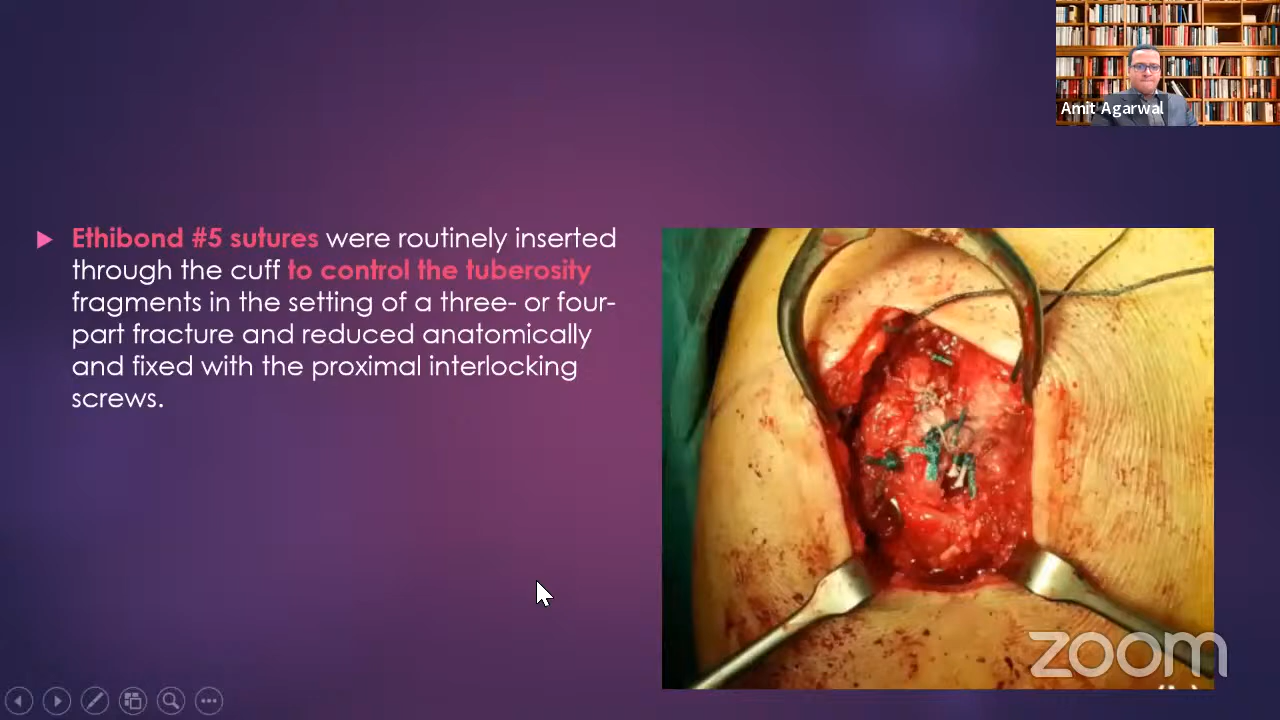 Amit Agarwal
Ethibond #5 sutures were routinely inserted
through the cuff to control the tuberosity
fragments in the setting of a three- or four-
part fracture and reduced anatomically
and fixed with the proximal interlocking
screws.
zoom